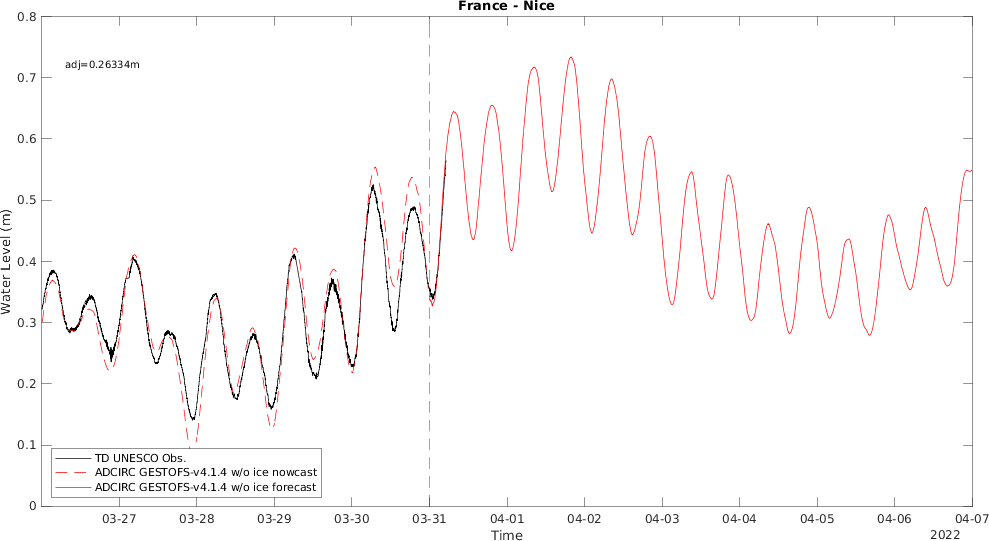 France - Nice
adj=0.26334m
Water Level (m)
0.8
0.7
0.6
0.5
0.4
0.3
0.2
0.1
0
TD UNESCO Obs.
ADCIRC GESTOFS-v4.1.4 w/o ice nowcast
ADCIRC GESTOFS-v4.1.4 w/o ice forecast
03-27 03-28 03-29 03-30 03-31 04-01 04-02 04-03 04-04 04-05 04-06 04-07
Time
2022